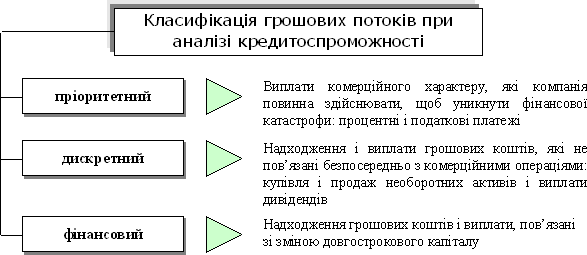 Класифікація грошових потоків при
аналізі кредитоспроможності
пріоритетний
Виплати комерційного характеру, які компанія
повинна здійснювати, щоб уникнути фінансової
катастрофи: процентні і податкові платежі
дискретний
Надходження і виплати грошових коштів, які не
пов’язані безпосередньо з комерційними операціями:
купівля і продаж необоротних активів і виплати
дивідендів
фінансовий
Надходження грошових коштів і виплати, пов’язані
зі зміною довгострокового капіталу